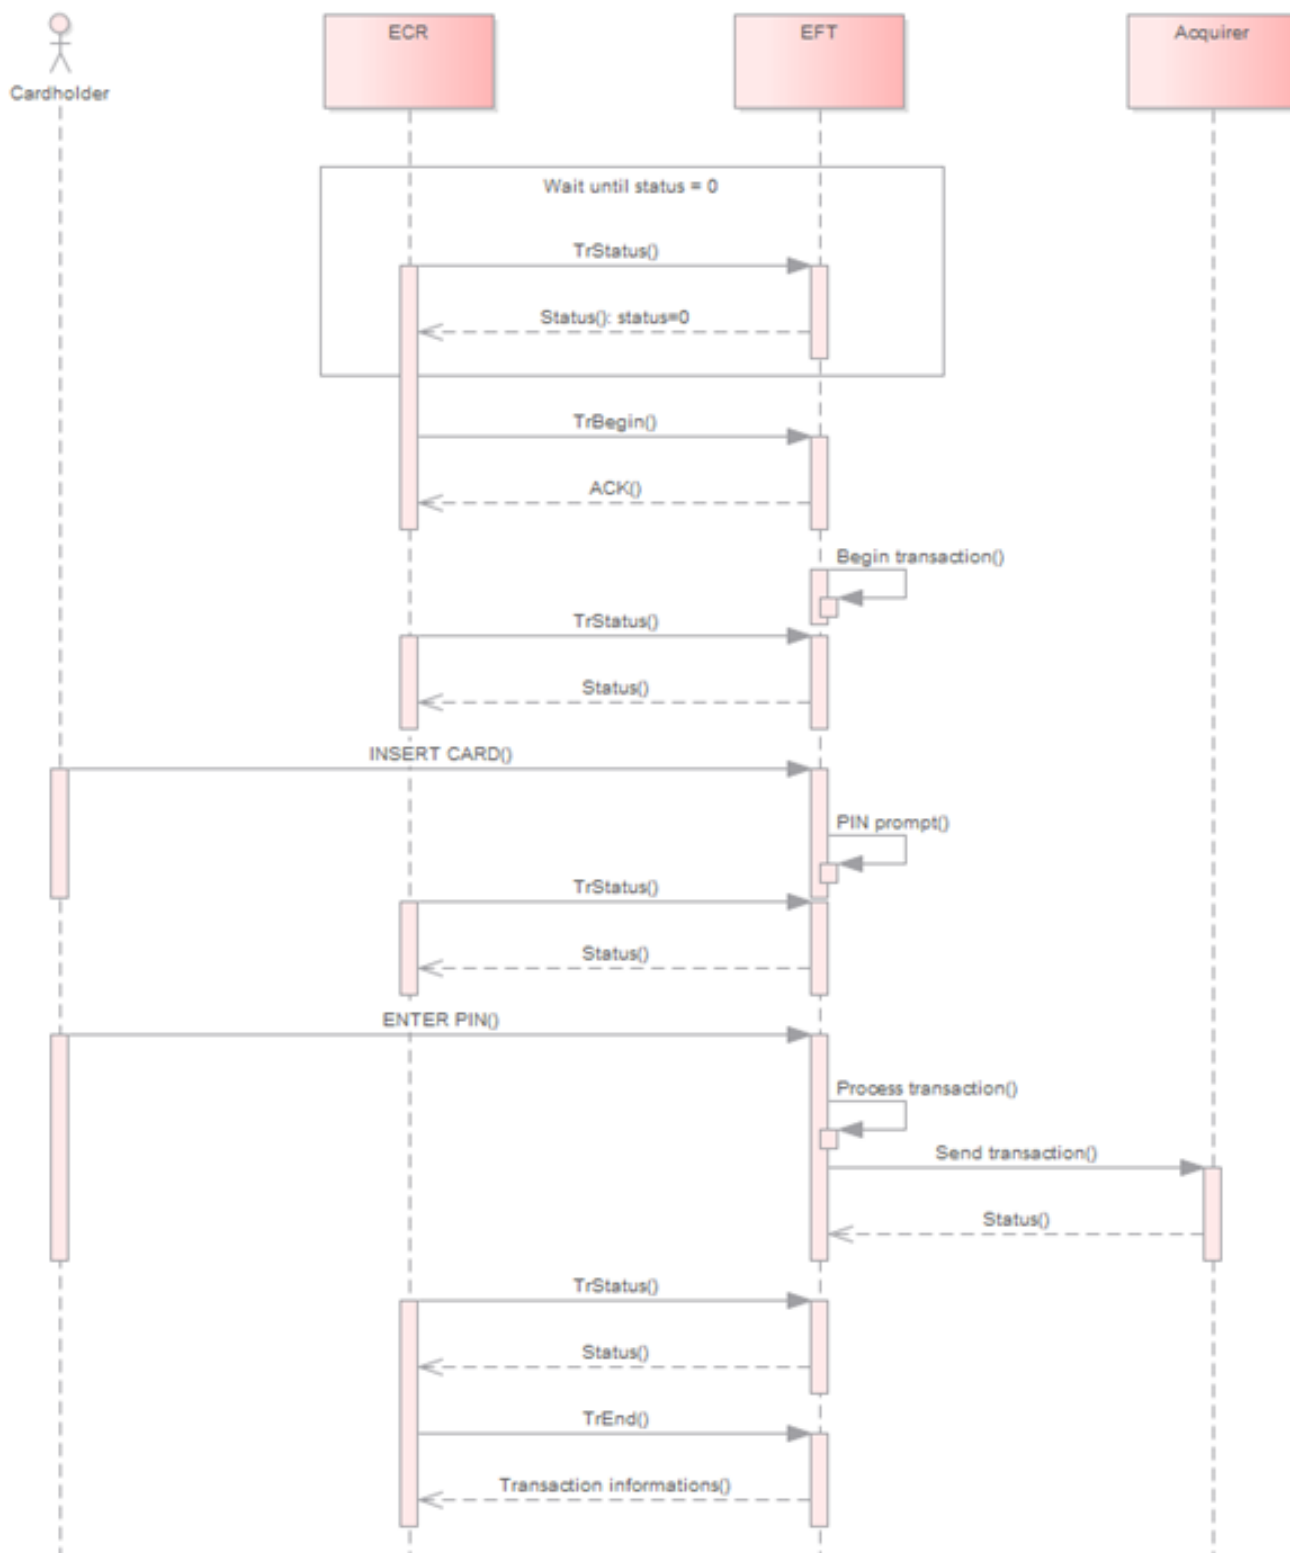 ECR
EFT
Acquirer
Cardholder
Wait until status = 0
TrStatus()
Status(): status=0
TrBegin()
ACK()
Begin transaction()
TrStatus()
Status()
INSERT CARD()
PIN prompt()
TrStatus()
Status()
ENTER PIN()
Process transaction()
Send transaction()
Status()
TrStatus()
Status()
TrEnd()
Transaction informations()